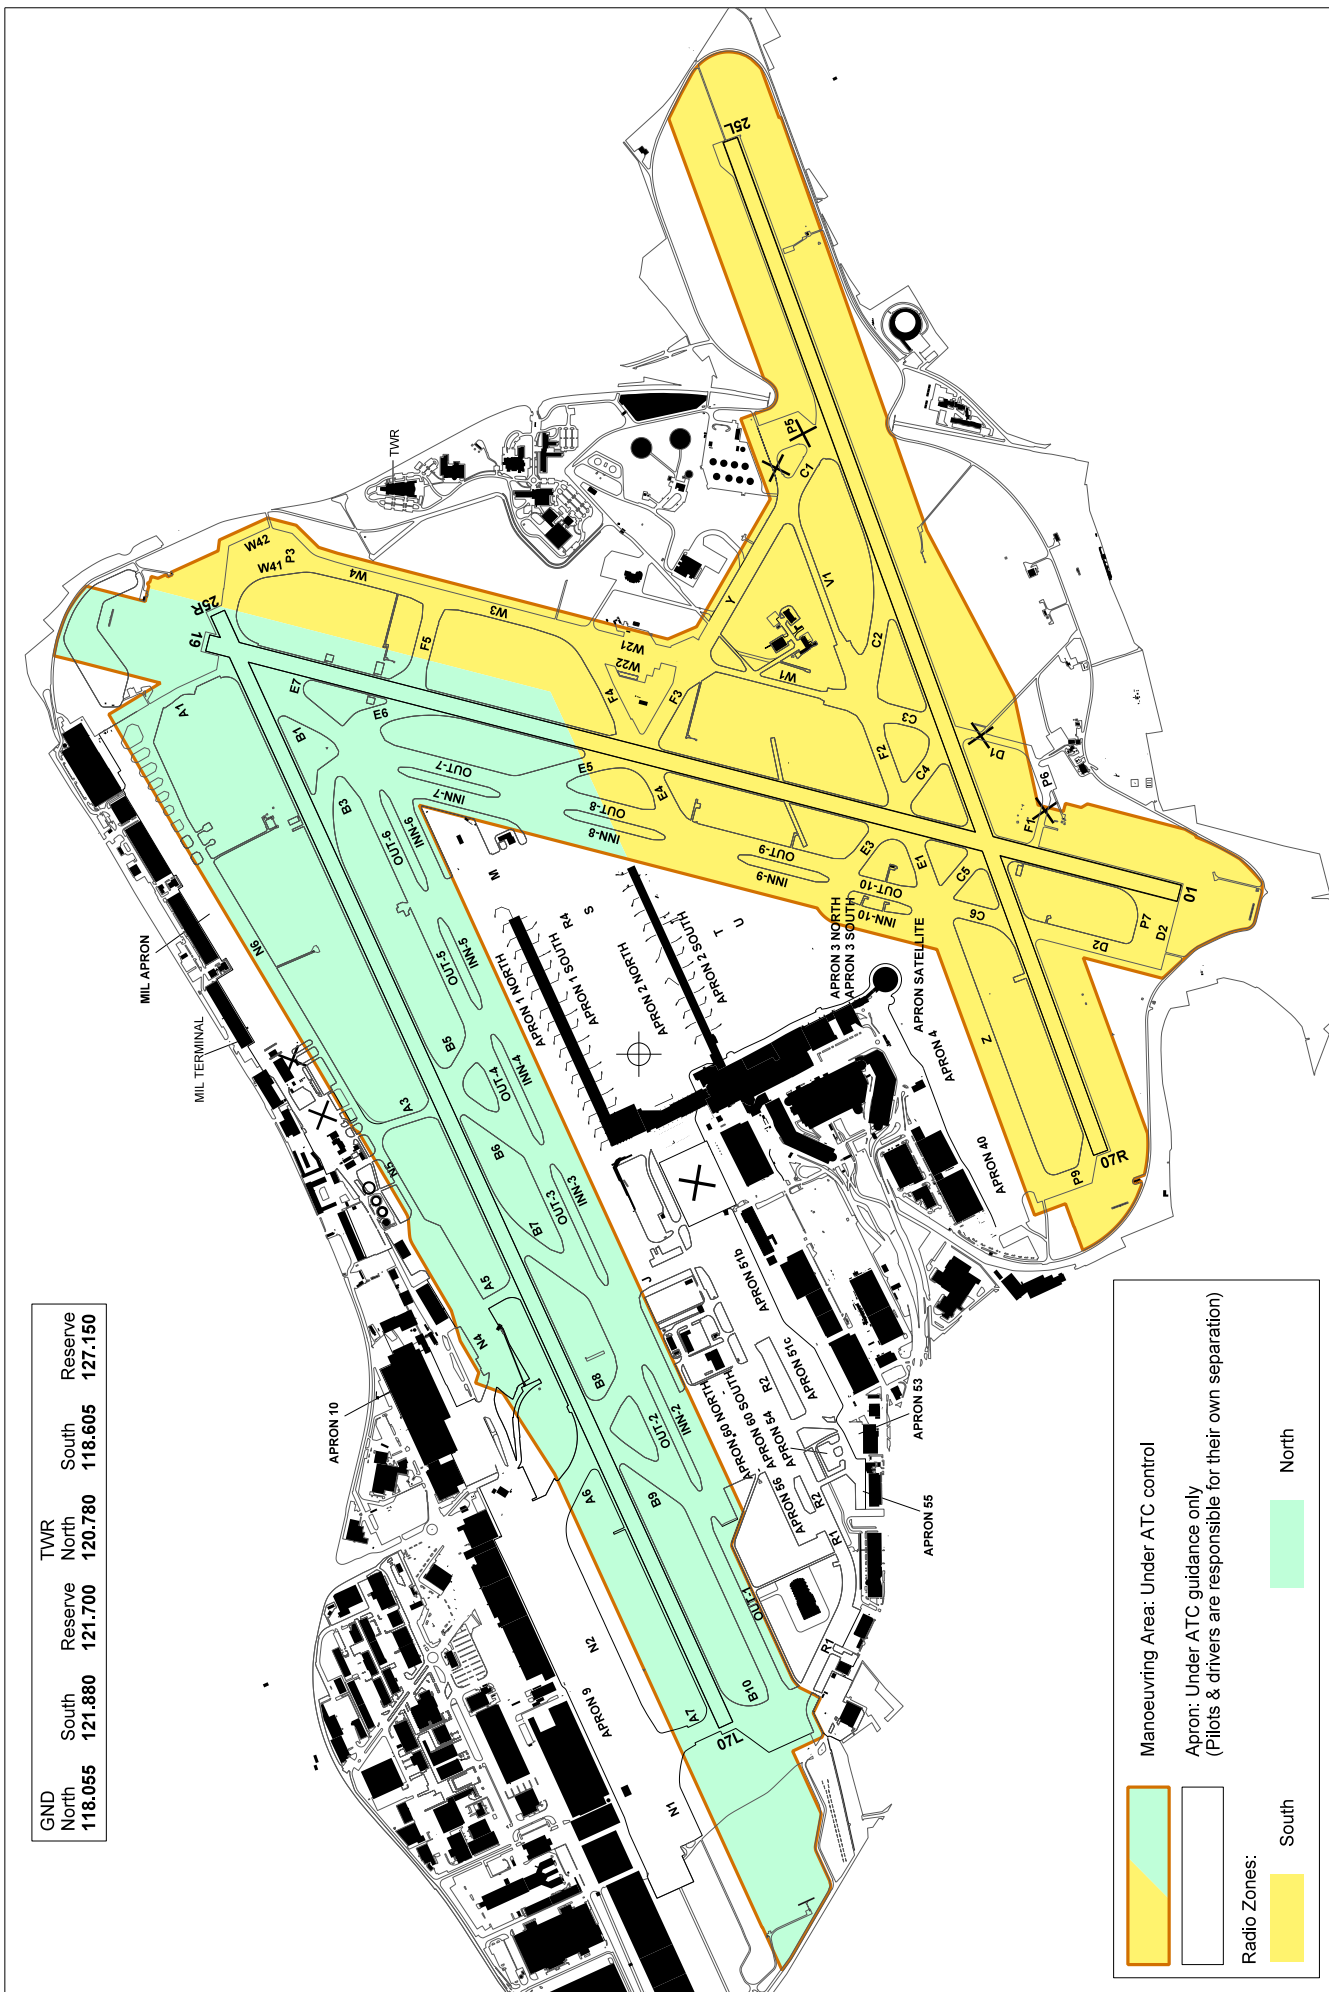 GND
North South Reserve
118.055 121.880 121.700
TWR
North South Reserve
120.780 118.605 127.150
25L
P5
C1
TWR
W42
P3
W41
W4
25R
19
W3
F5
W21
W22
Y
V1
W1
C2
F4
F3
C3
F2
C4
D1
P6
F1
A1
E7
E6
B1
B3
OUT-7
INN-7
OUT-6
INN-6
E5
OUT-8
INN-8
E4
OUT-9
INN-9
E3
E1
C5
C6
OUT-10
INN-10
01
P7
D2
D2
M
S
R4
T
U
MIL APRON
N6
MIL TERMINAL
OUT-5
INN-5
B5
OUT-4
INN-4
APRON 1 NORTH
APRON 1 SOUTH
APRON 2 NORTH
APRON 2 SOUTH
APRON 3 NORTH
APRON 3 SOUTH
APRON SATELLITE
APRON 4
APRON 40
Z
P9
07R
A3
N5
B6
B7
OUT-3
INN-3
A5
N4
J
B8
OUT-2
INN-2
APRON 51b
APRON 51c
R2
APRON 60 NORTH
APRON 60 SOUTH
APRON 54
APRON 56
R2
R1
APRON 53
APRON 55
APRON 10
A6
B9
OUT-1
B10
R1
N2
APRON 9
A7
07L
N1
Manoeuvring Area: Under ATC control
Apron: Under ATC guidance only
(Pilots & drivers are responsible for their own separation)
Radio Zones:
South
North